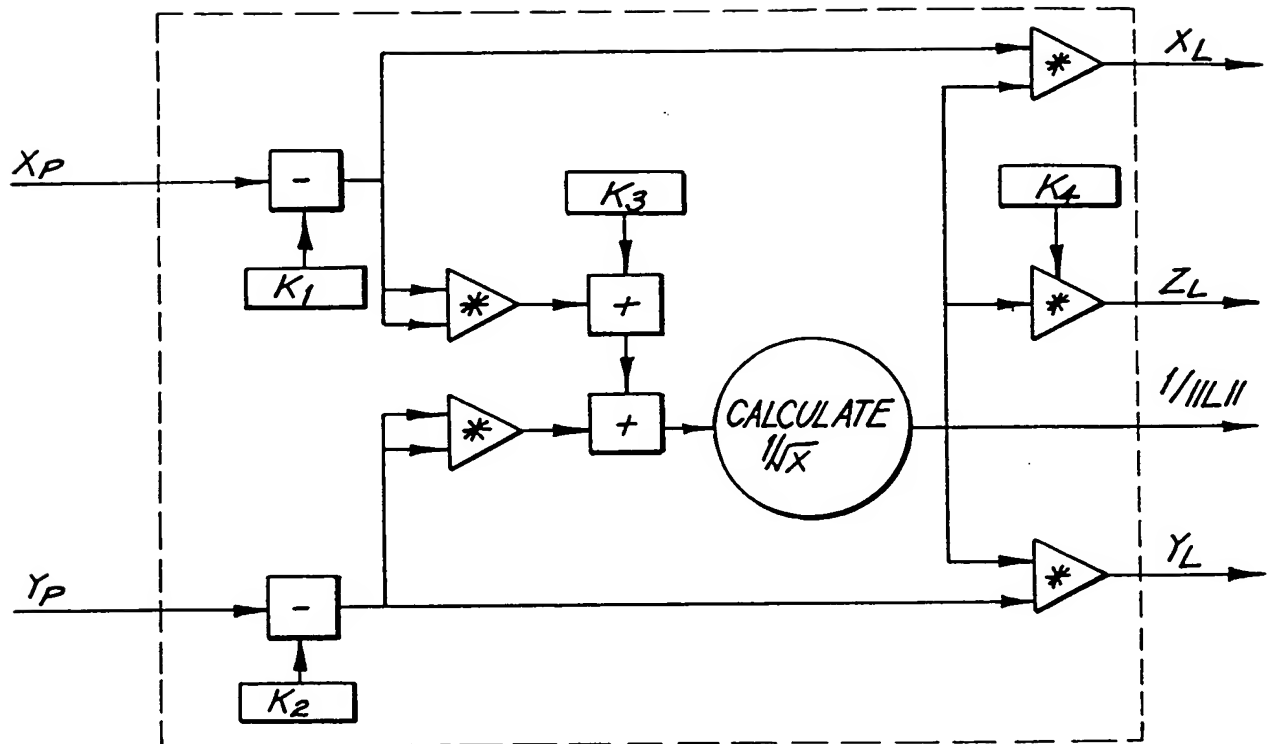 X_L
X_P
-
K_3
K_4
K_1
*
*
+
*
Z_L
1/||L||
*
+
CALCULATE
1/√X
Y_P
-
*
Y_L
K_2